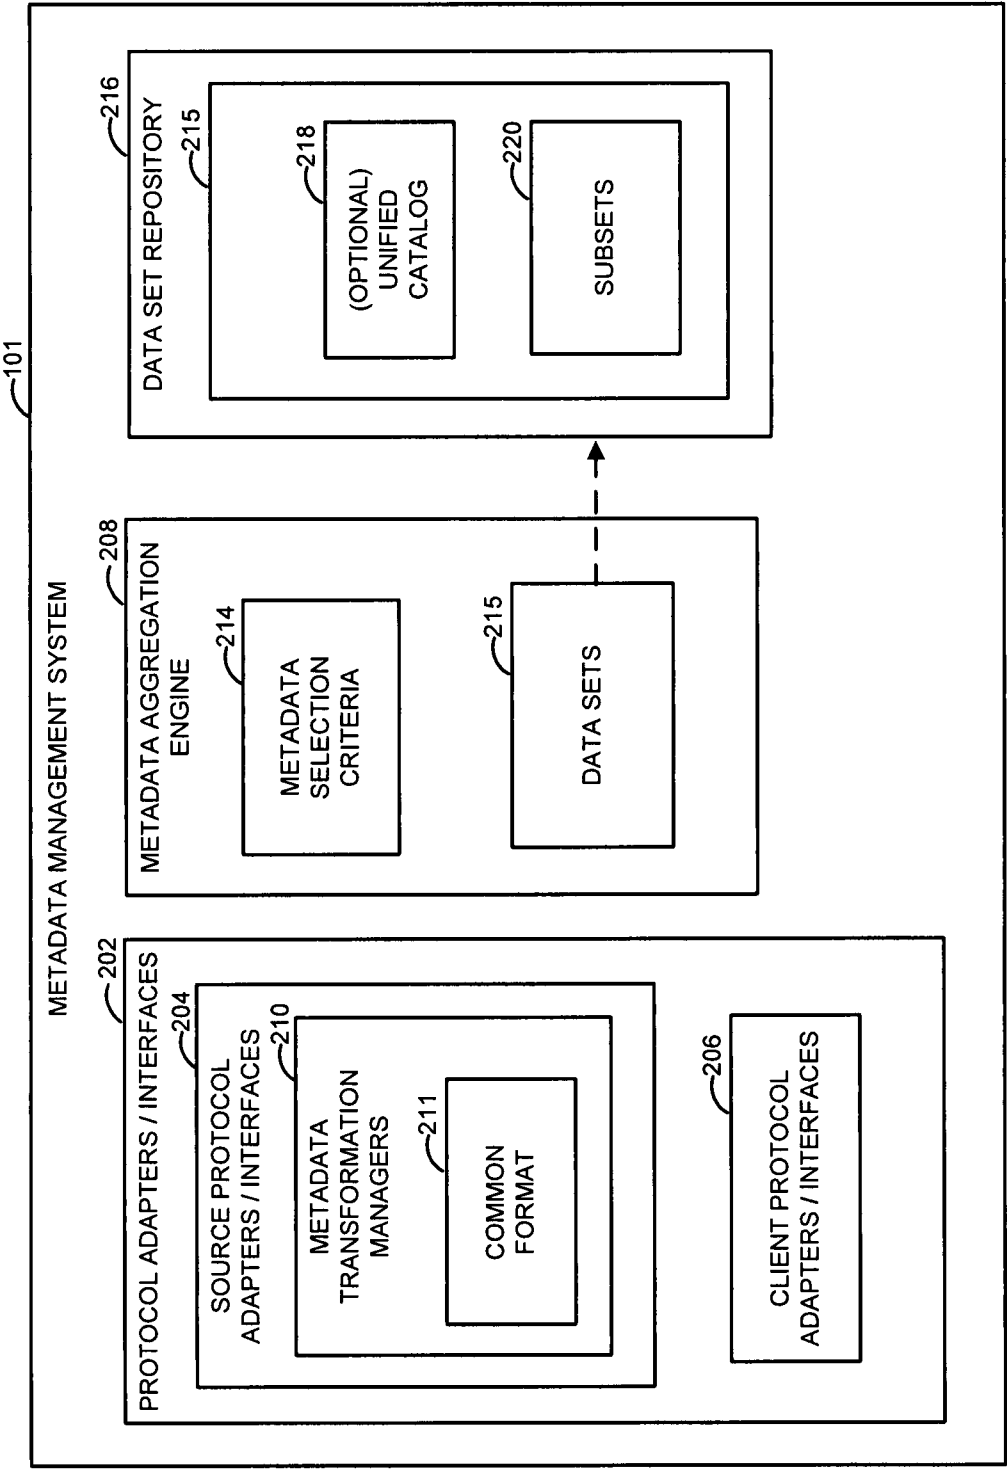 101
METADATA MANAGEMENT SYSTEM
202
PROTOCOL ADAPTERS / INTERFACES
204
SOURCE PROTOCOL
ADAPTERS / INTERFACES
210
METADATA
TRANSFORMATION
MANAGERS
211
COMMON
FORMAT
206
CLIENT PROTOCOL
ADAPTERS / INTERFACES
208
METADATA AGGREGATION
ENGINE
214
METADATA
SELECTION
CRITERIA
215
DATA SETS
216
DATA SET REPOSITORY
215
218
(OPTIONAL)
UNIFIED
CATALOG
220
SUBSETS